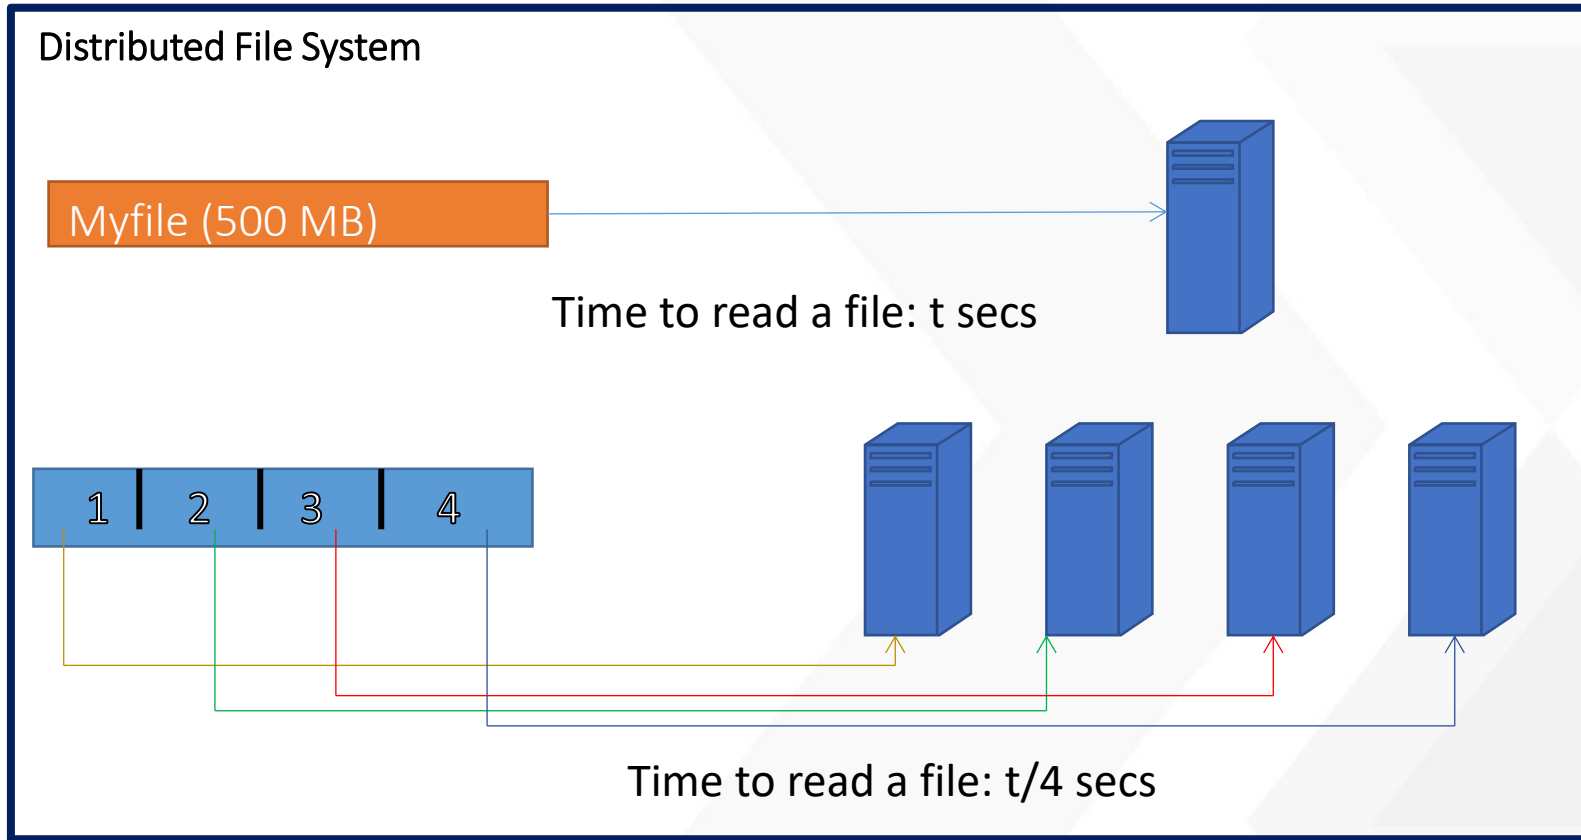 Distributed File System
Myfile (500 MB)
Time to read a file: t secs
1 2 3 4
Time to read a file: t/4 secs